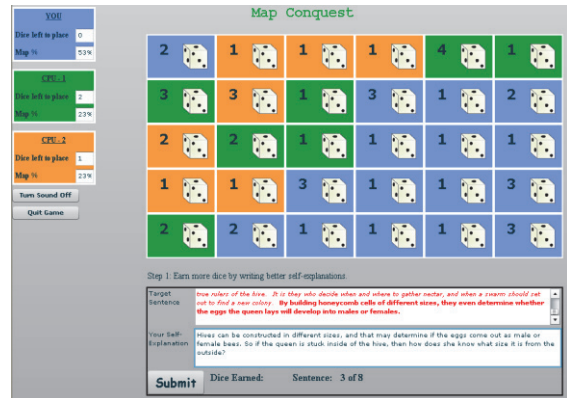 Map Conquest
YOU
Dice left to place 0
Map % 53%
CPU - 1
Dice left to place 2
Map % 23%
CPU - 2
Dice left to place 1
Map % 23%
Turn Sound Off
Quit Game
2 1 1 1 4 1
3 3 1 3 1 2
2 2 1 1 1 1
1 1 3 1 1 3
2 2 1 1 1 3
Step 1: Earn more dice by writing better self-explanations.
Target
Sentence
true rulers of the hive. It is they who decide when and where to gather nectar, and when a swarm should set
out to find a new colony. By building honeycomb cells of different sizes, they even determine whether
the eggs the queen lays will develop into males or females.
Your Self-
Explanation
Hives can be constructed in different sizes, and that may determine if the eggs come out as male or
female bees. So if the queen is stuck inside of the hive, then how does she know what size it is from the
outside?
Submit
Dice Earned: Sentence: 3 of 8